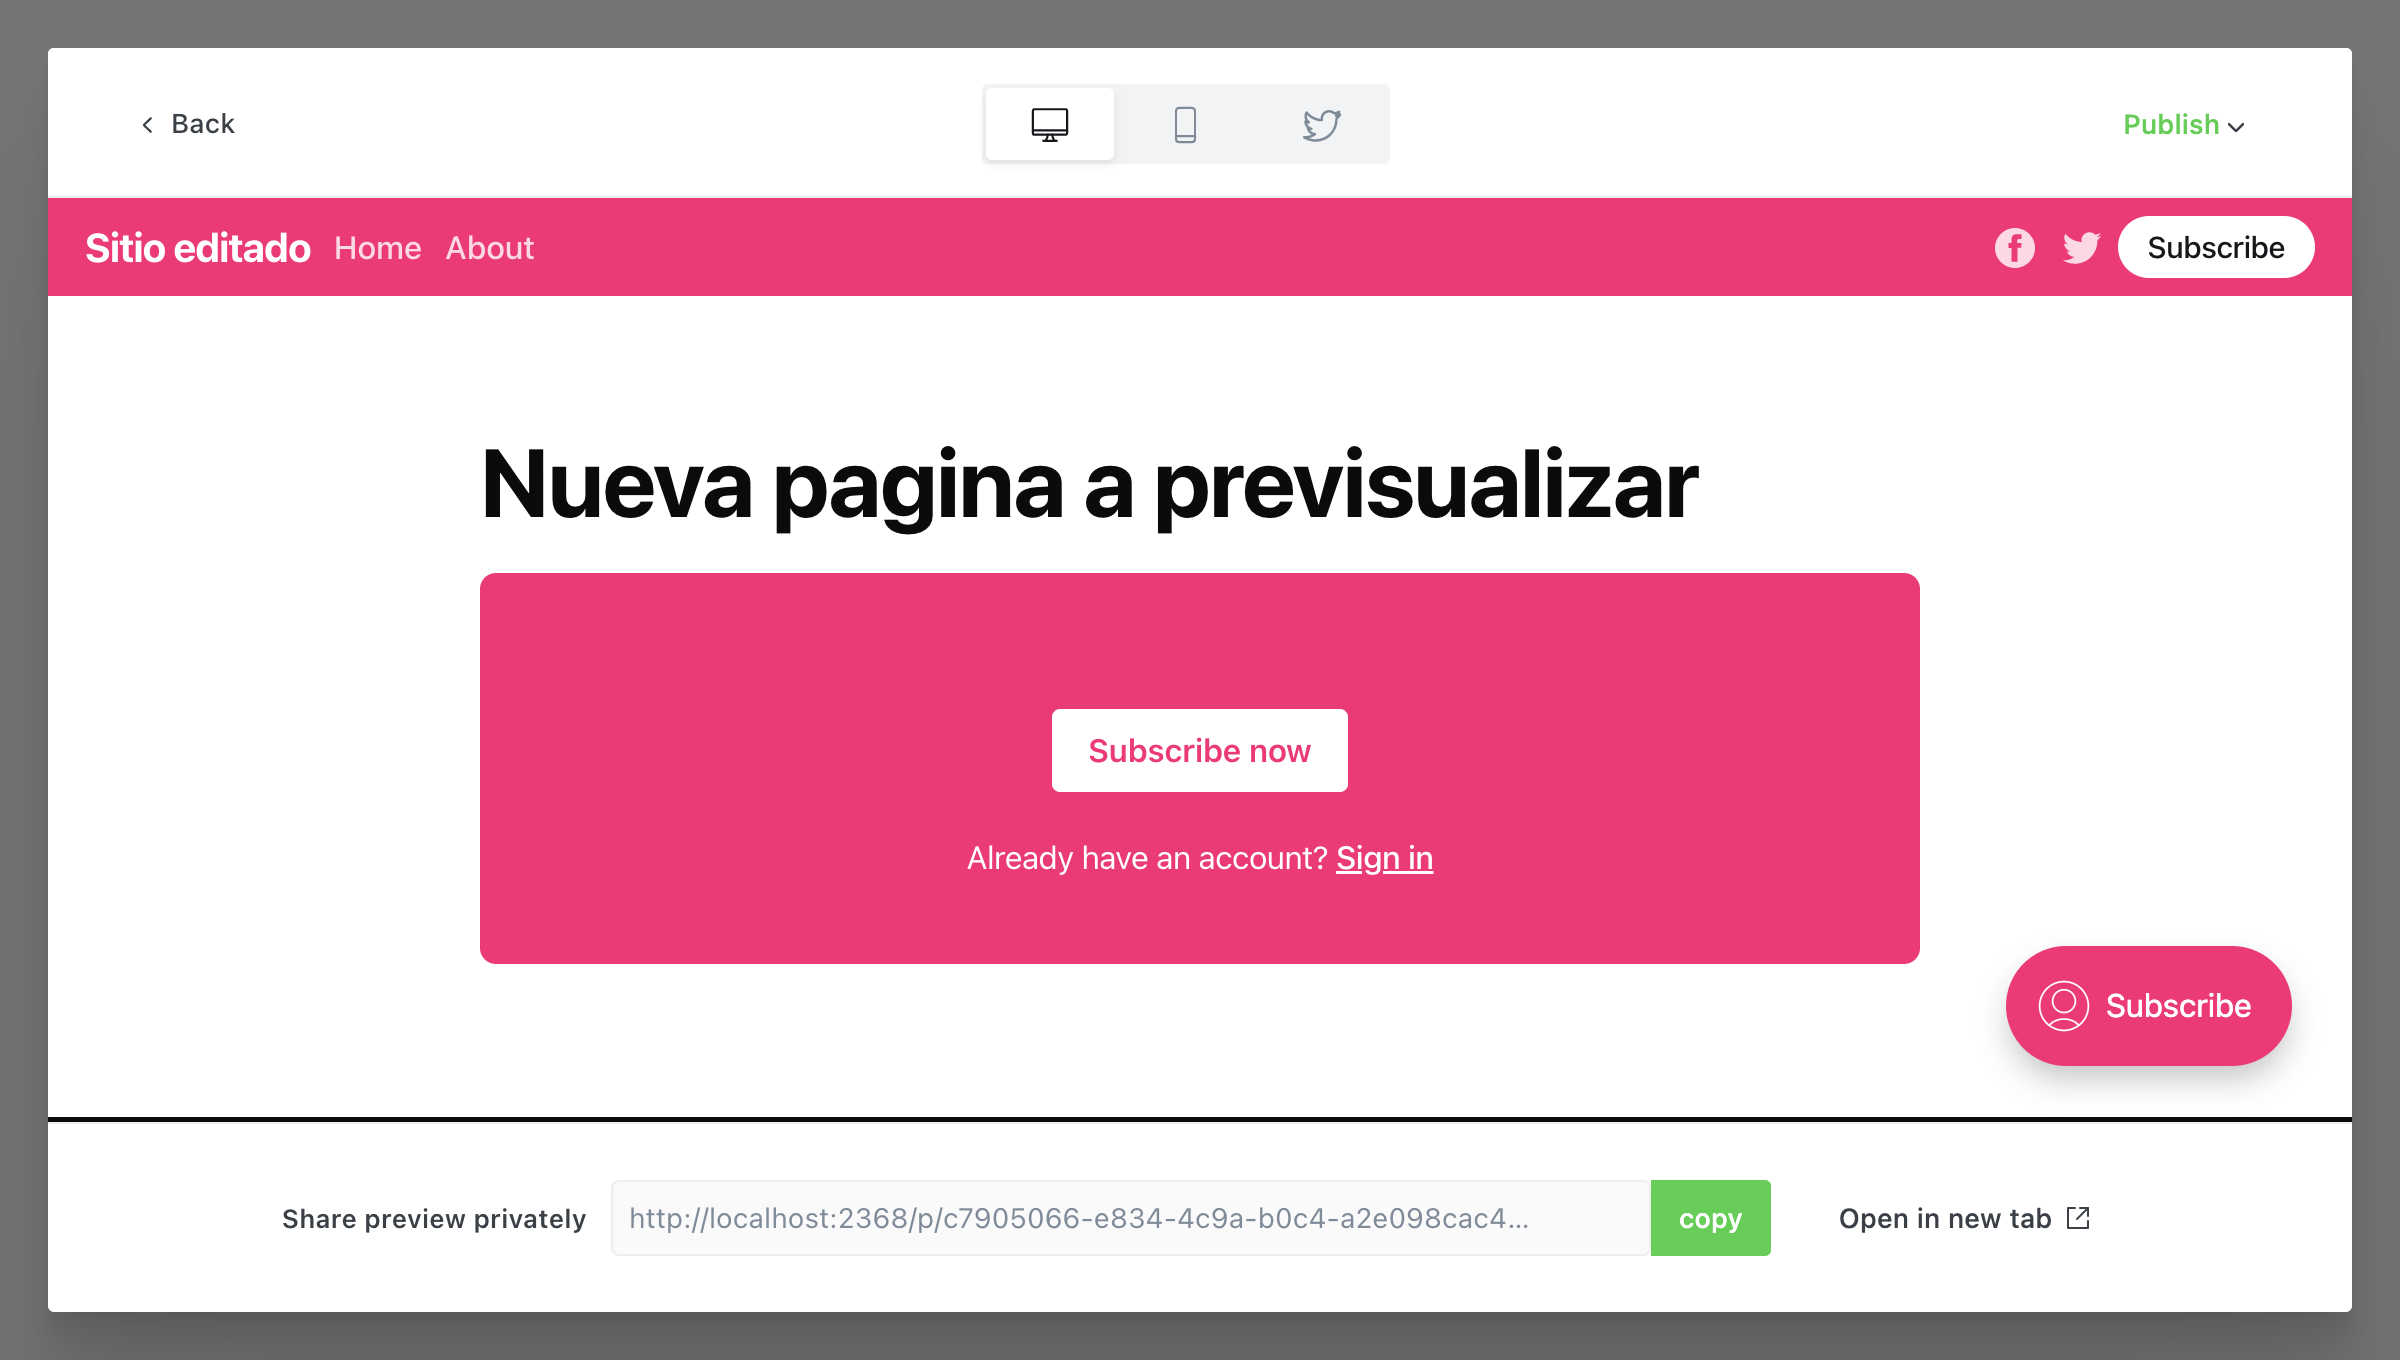 Back
Publish
Sitio editado Home About
Subscribe
Nueva pagina a previsualizar
Subscribe now
Already have an account? Sign in
Subscribe
Share preview privately
http://localhost:2368/p/c7905066-e834-4c9a-b0c4-a2e098cac4...
copy
Open in new tab